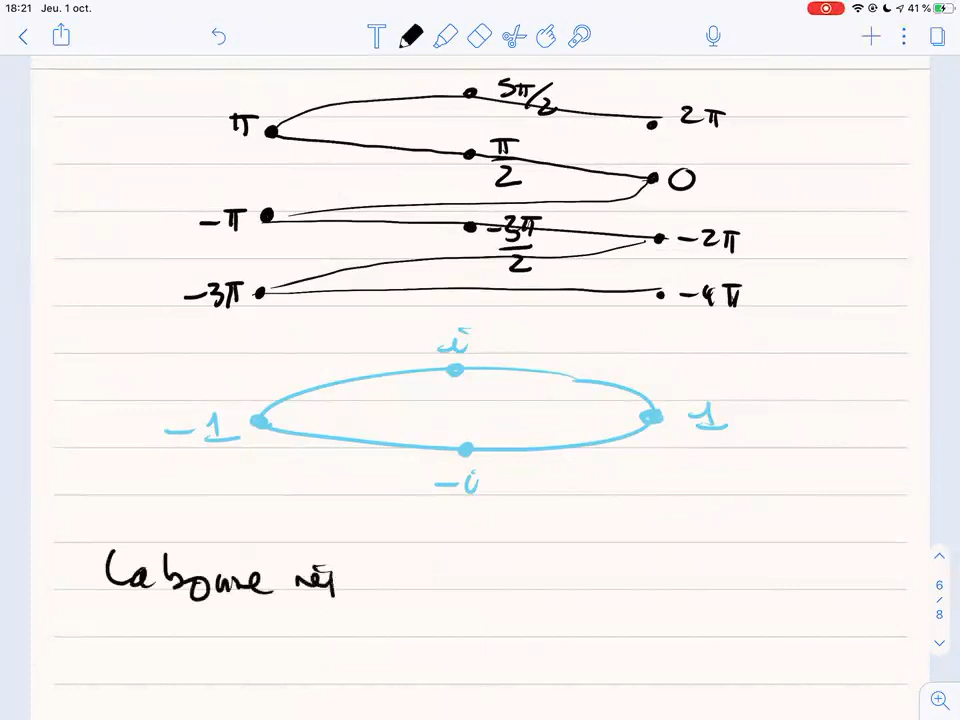 18:21 Jeu. 1 oct. 41 %
5π/2
π 2π
π/2
0
-π -3π/2 -2π
-3π -4π
i
-1 1
-i
La bonne
6
/
8